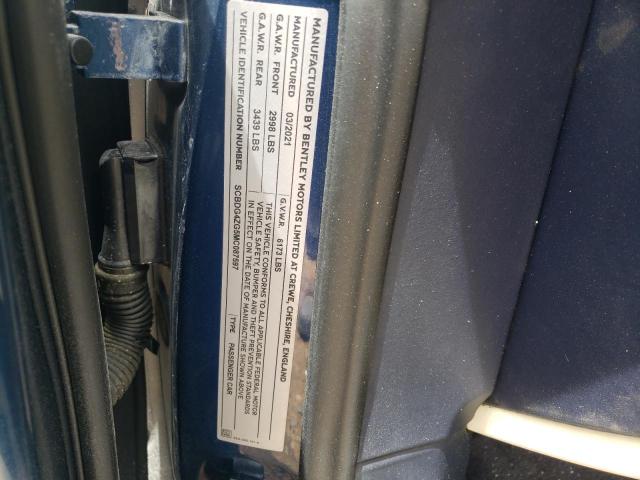 MANUFACTURED BY BENTLEY MOTORS LIMITED AT CREWE, CHESHIRE, ENGLAND
MANUFACTURED 03/2021
G.A.W.R. FRONT 2998 LBS G.V.W.R. 6173 LBS
G.A.W.R. REAR 3439 LBS
THIS VEHICLE CONFORMS TO ALL APPLICABLE FEDERAL MOTOR
VEHICLE SAFETY, BUMPER AND THEFT PREVENTION STANDARDS
IN EFFECT ON THE DATE OF MANUFACTURE SHOWN ABOVE
VEHICLE IDENTIFICATION NUMBER SCBDG4ZG5MC087697 TYPE PASSENGER CAR